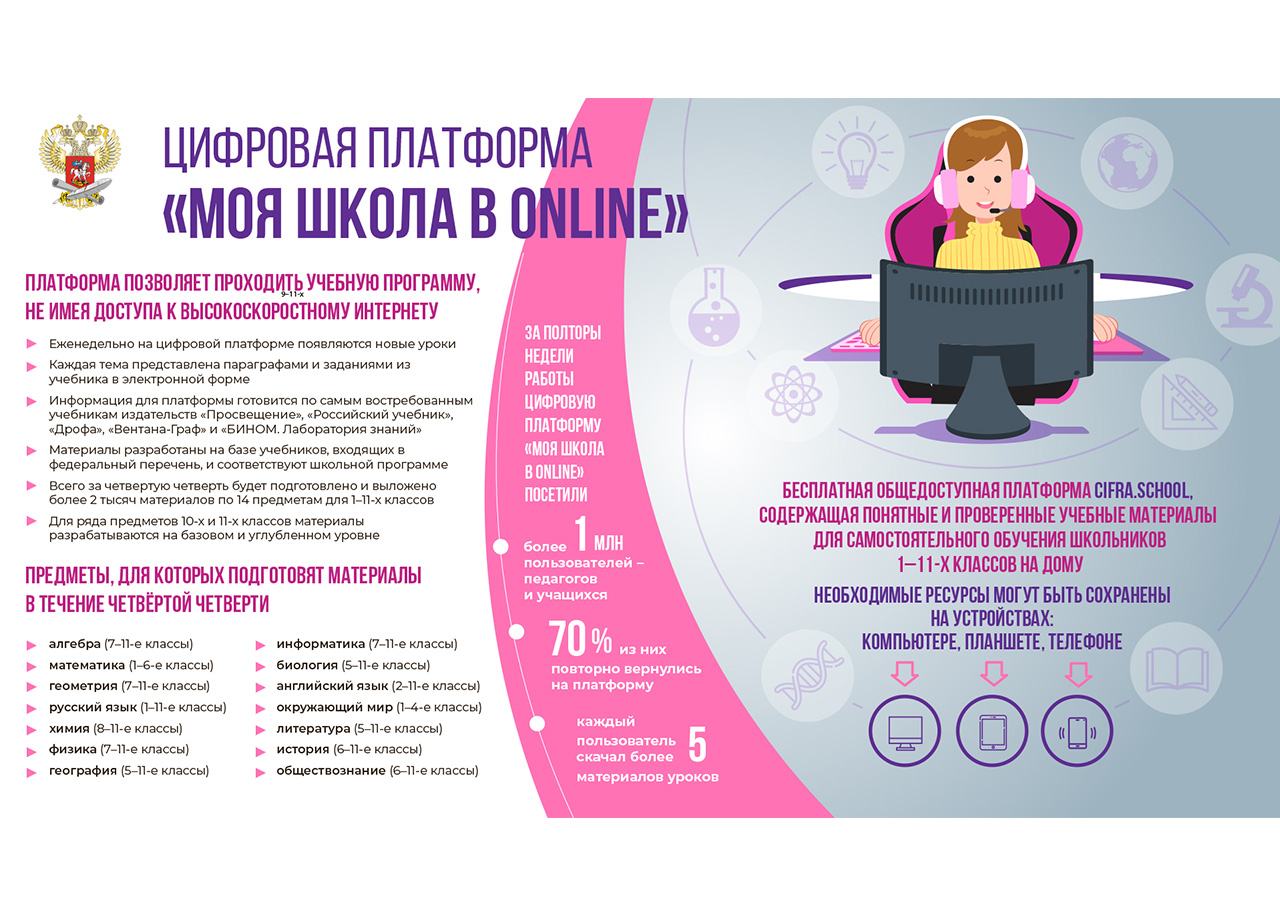 ЦИФРОВАЯ ПЛАТФОРМА
«МОЯ ШКОЛА В ONLINE»
ПЛАТФОРМА ПОЗВОЛЯЕТ ПРОХОДИТЬ УЧЕБНУЮ ПРОГРАММУ,
9–11-х
НЕ ИМЕЯ ДОСТУПА К ВЫСОКОСКОРОСТНОМУ ИНТЕРНЕТУ
Еженедельно на цифровой платформе появляются новые уроки
Каждая тема представлена параграфами и заданиями из
учебника в электронной форме
Информация для платформы готовится по самым востребованным
учебникам издательств «Просвещение», «Российский учебник»,
«Дрофа», «Вентана-Граф» и «БИНОМ. Лаборатория знаний»
Материалы разработаны на базе учебников, входящих в
федеральный перечень, и соответствуют школьной программе
Всего за четвертую четверть будет подготовлено и выложено
более 2 тысяч материалов по 14 предметам для 1–11-х классов
Для ряда предметов 10-х и 11-х классов материалы
разрабатываются на базовом и углубленном уровне
ПРЕДМЕТЫ, ДЛЯ КОТОРЫХ ПОДГОТОВЯТ МАТЕРИАЛЫ
В ТЕЧЕНИЕ ЧЕТВЁРТОЙ ЧЕТВЕРТИ
алгебра (7–11-е классы)
математика (1–6-е классы)
геометрия (7–11-е классы)
русский язык (1–11-е классы)
химия (8–11-е классы)
физика (7–11-е классы)
география (5–11-е классы)
информатика (7–11-е классы)
биология (5–11-е классы)
английский язык (2–11-е классы)
окружающий мир (1–4-е классы)
литература (5–11-е классы)
история (6–11-е классы)
обществознание (6–11-е классы)
ЗА ПОЛТОРЫ
НЕДЕЛИ
РАБОТЫ
ЦИФРОВУЮ
ПЛАТФОРМУ
«МОЯ ШКОЛА
В ONLINE»
ПОСЕТИЛИ
более 1 МЛН
пользователей –
педагогов
и учащихся
70 % из них
повторно вернулись
на платформу
каждый
пользователь
скачал более 5
материалов уроков
БЕСПЛАТНАЯ ОБЩЕДОСТУПНАЯ ПЛАТФОРМА CIFRA.SCHOOL,
СОДЕРЖАЩАЯ ПОНЯТНЫЕ И ПРОВЕРЕННЫЕ УЧЕБНЫЕ МАТЕРИАЛЫ
ДЛЯ САМОСТОЯТЕЛЬНОГО ОБУЧЕНИЯ ШКОЛЬНИКОВ
1–11-Х КЛАССОВ НА ДОМУ
НЕОБХОДИМЫЕ РЕСУРСЫ МОГУТ БЫТЬ СОХРАНЕНЫ
НА УСТРОЙСТВАХ:
КОМПЬЮТЕРЕ, ПЛАНШЕТЕ, ТЕЛЕФОНЕ